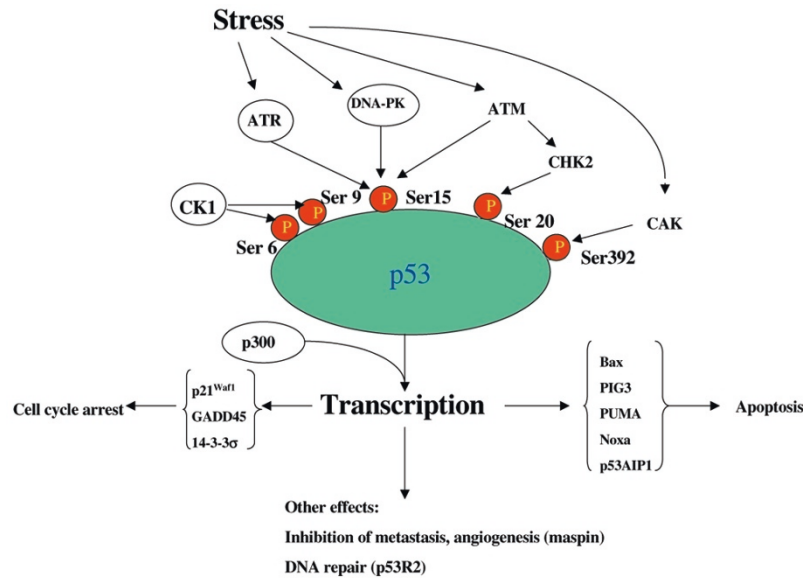 Stress
DNA-PK
ATR
ATM
CHK2
CK1
Ser 9
P
Ser15
P
P
Ser 20
CAK
Ser 6
P
P
Ser392
p53
p300
Bax
p21Waf1
PIG3
Cell cycle arrest
GADD45
Transcription
PUMA
Apoptosis
14-3-3σ
Noxa
p53AIP1
Other effects:
Inhibition of metastasis, angiogenesis (maspin)
DNA repair (p53R2)